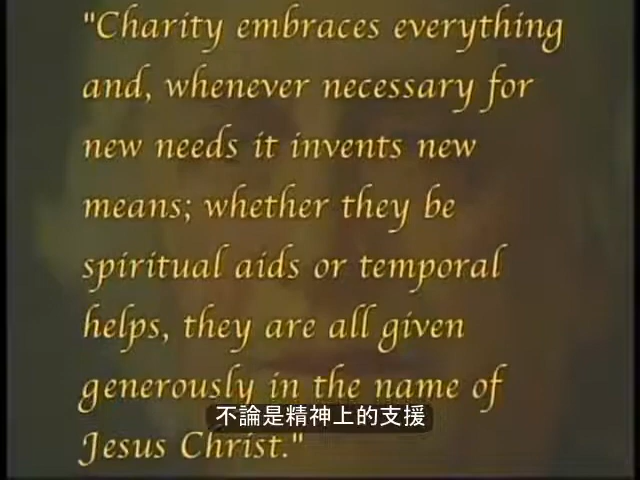 "Charity embraces everything
and, whenever necessary for
new needs it invents new
means; whether they be
spiritual aids or temporal
helps, they are all given
generously in the name of
不論是精神上的支援
Jesus Christ."